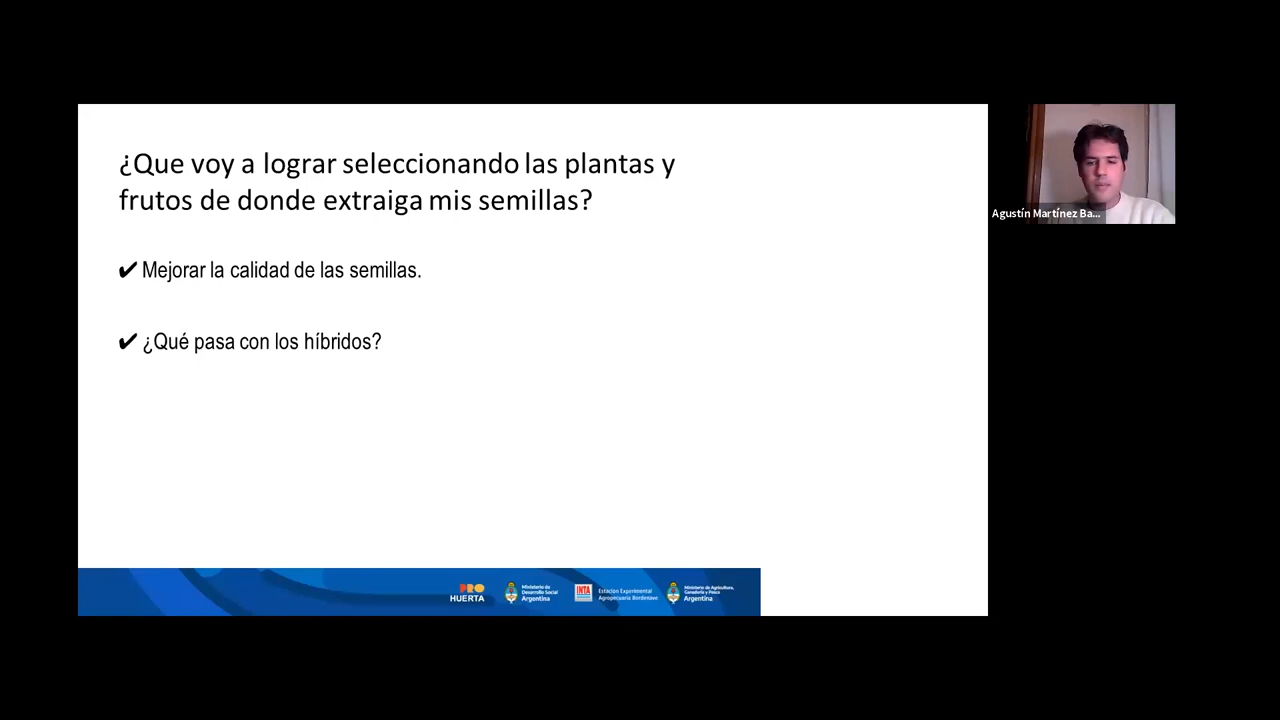 ¿Que voy a lograr seleccionando las plantas y
frutos de donde extraiga mis semillas?
✔ Mejorar la calidad de las semillas.
✔ ¿Qué pasa con los híbridos?
Agustín Martínez Ba...
PRO
HUERTA
Ministerio de
Desarrollo Social
Argentina
INTA
Estación Experimental
Agropecuaria Bordenave
Ministerio de Agricultura,
Ganadería y Pesca
Argentina